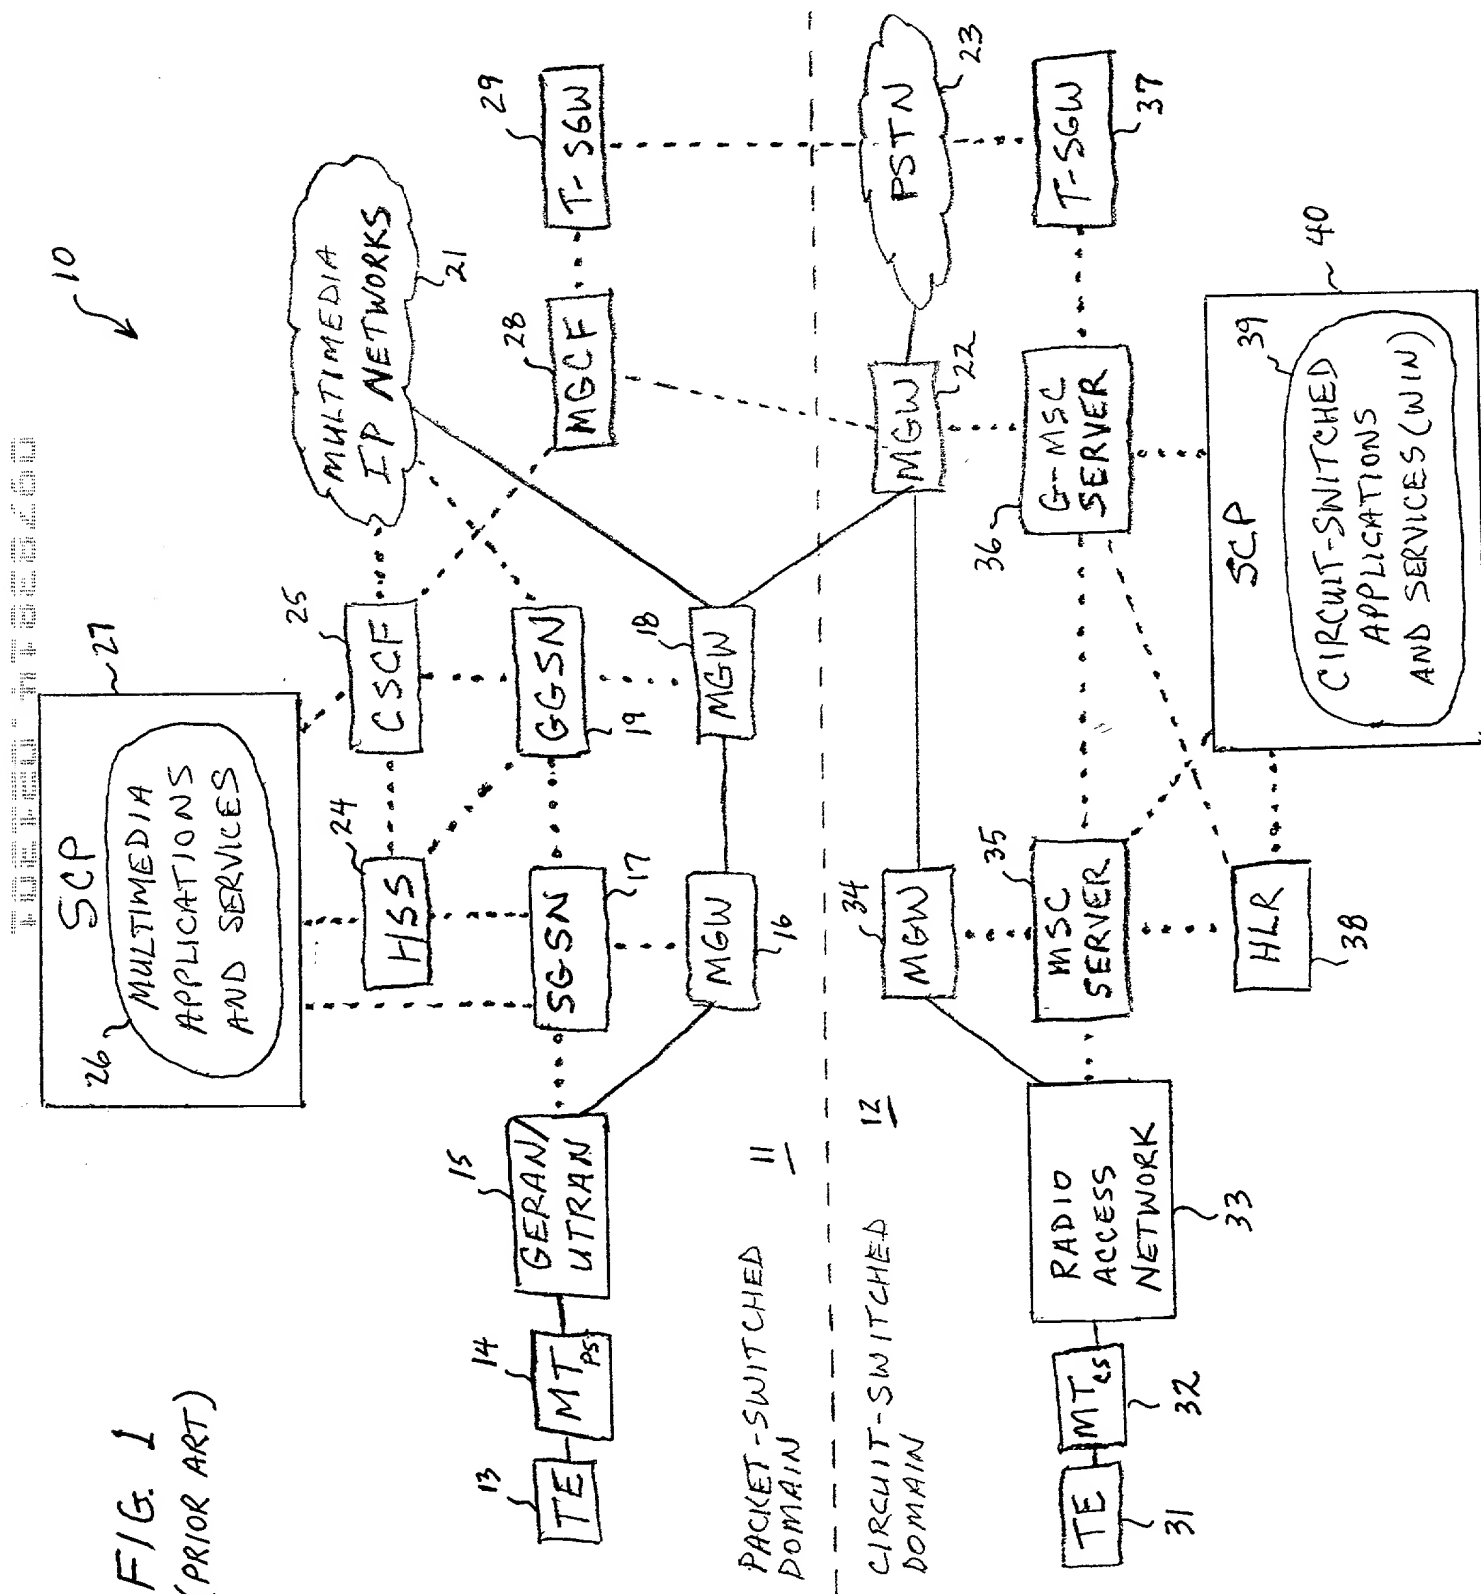 FIG. 1
(PRIOR ART)
10
SCP
27
26
MULTIMEDIA
APPLICATIONS
AND SERVICES
24
HSS
25
CSCF
MULTIMEDIA
IP NETWORKS
21
13
TE
14
MTPS
15
GERAN/
UTRAN
SGSN
17
GGSN
19
28
MGCF
29
T-SGW
MGW
16
18
MGW
PACKET-SWITCHED
DOMAIN
11
CIRCUIT-SWITCHED
DOMAIN
12
34
MGW
MGW
22
PSTN
23
TE
31
MTCS
32
RADIO
ACCESS
NETWORK
33
35
MSC
SERVER
36
G-MSC
SERVER
T-SGW
37
HLR
38
SCP
40
39
CIRCUIT-SWITCHED
APPLICATIONS
AND SERVICES (WIN)